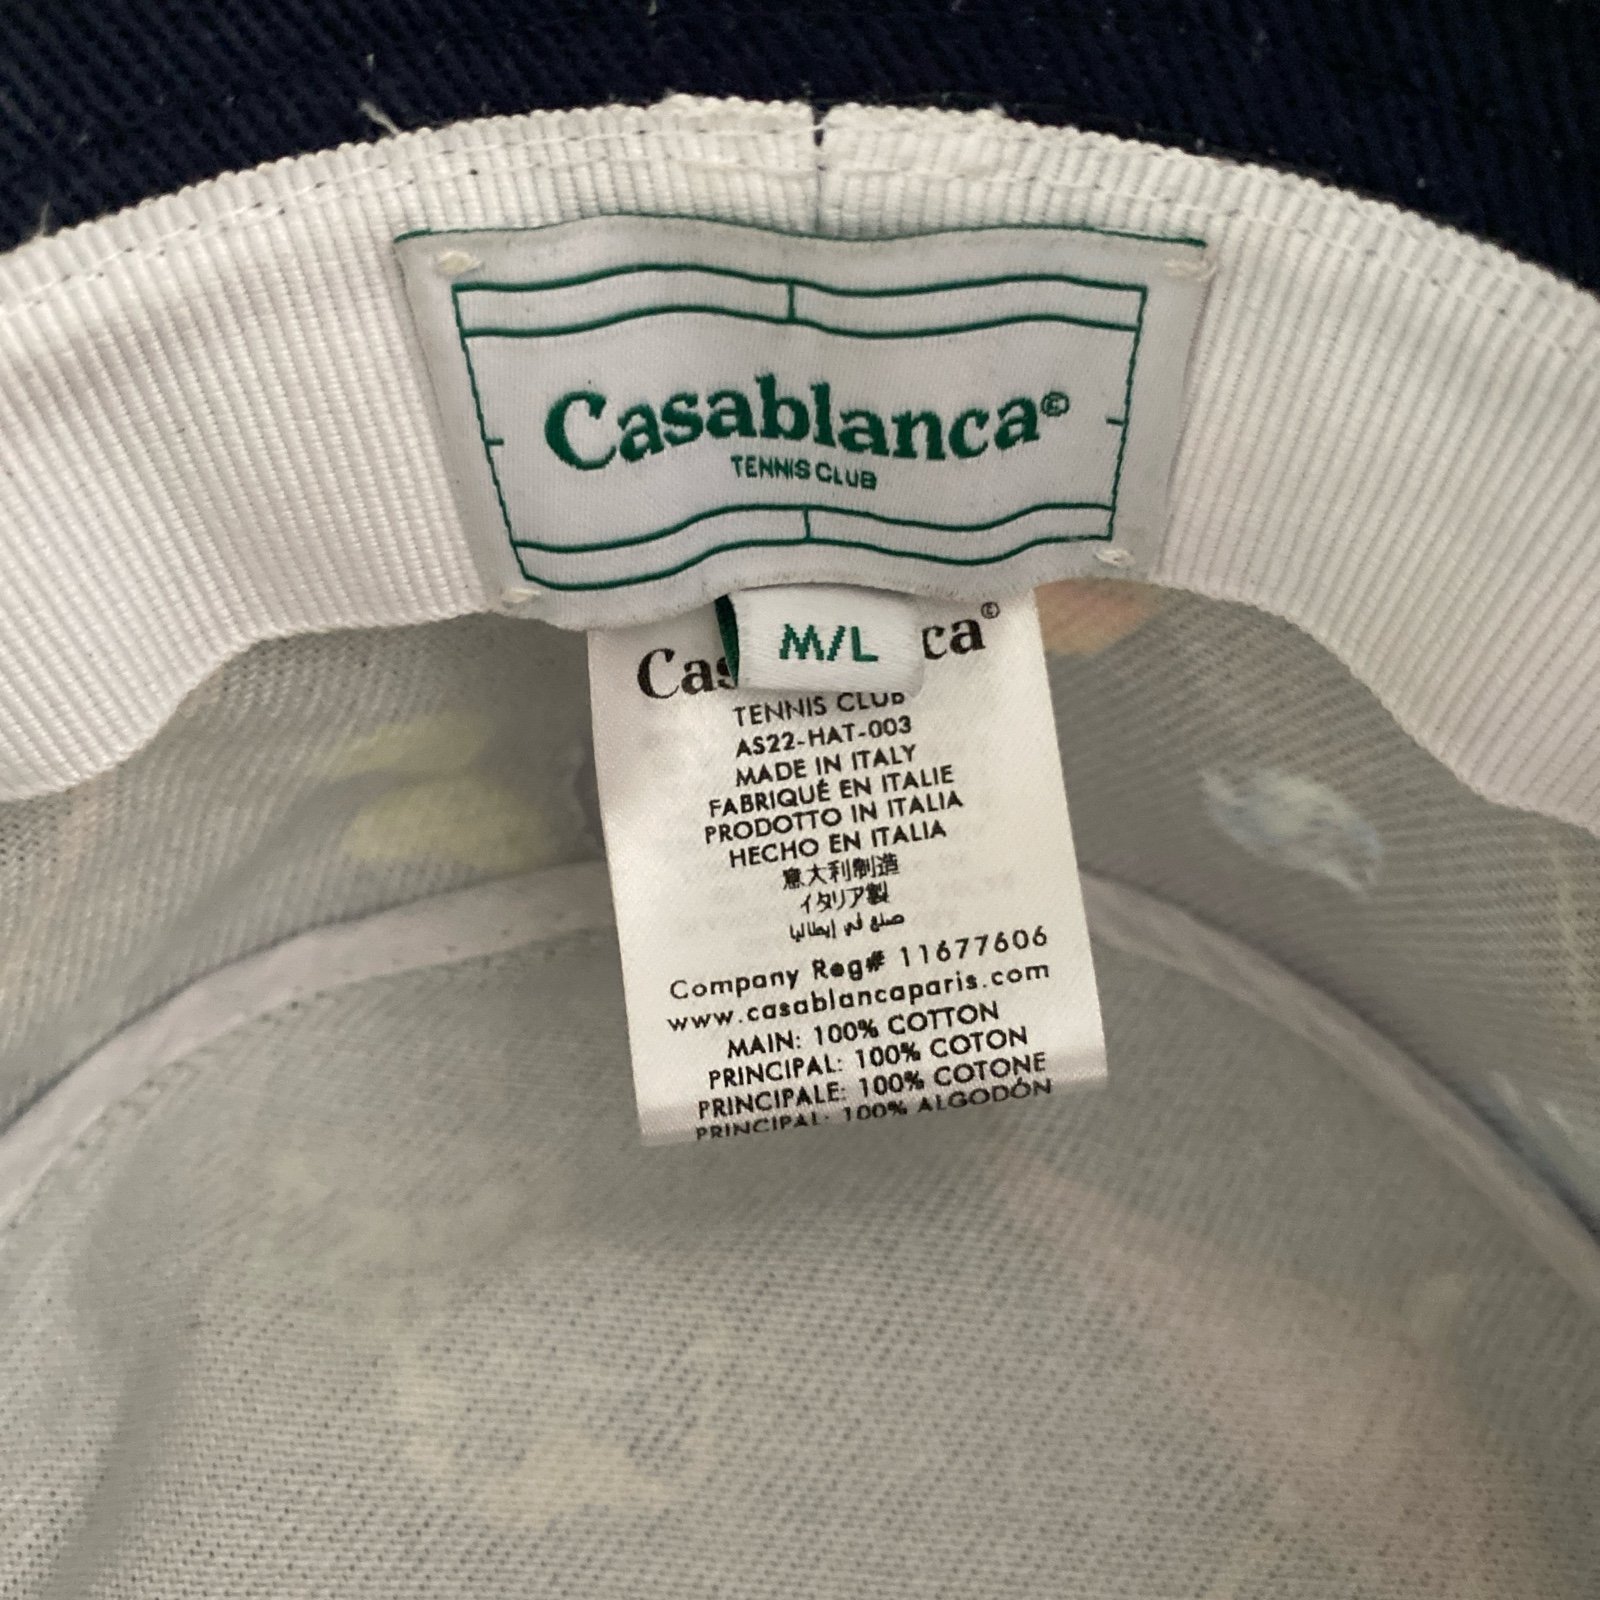 Casablanca©
TENNIS CLUB
M/L
Cas ca©
TENNIS CLUB
AS22-HAT-003
MADE IN ITALY
FABRIQUÉ EN ITALIE
PRODOTTO IN ITALIA
HECHO EN ITALIA
意大利制造
イタリア製
صنع في إيطاليا
Company Reg# 11677606
www.casablancaparis.com
MAIN: 100% COTTON
PRINCIPAL: 100% COTON
PRINCIPALE: 100% COTONE
PRINCIPAL: 100% ALGODÓN